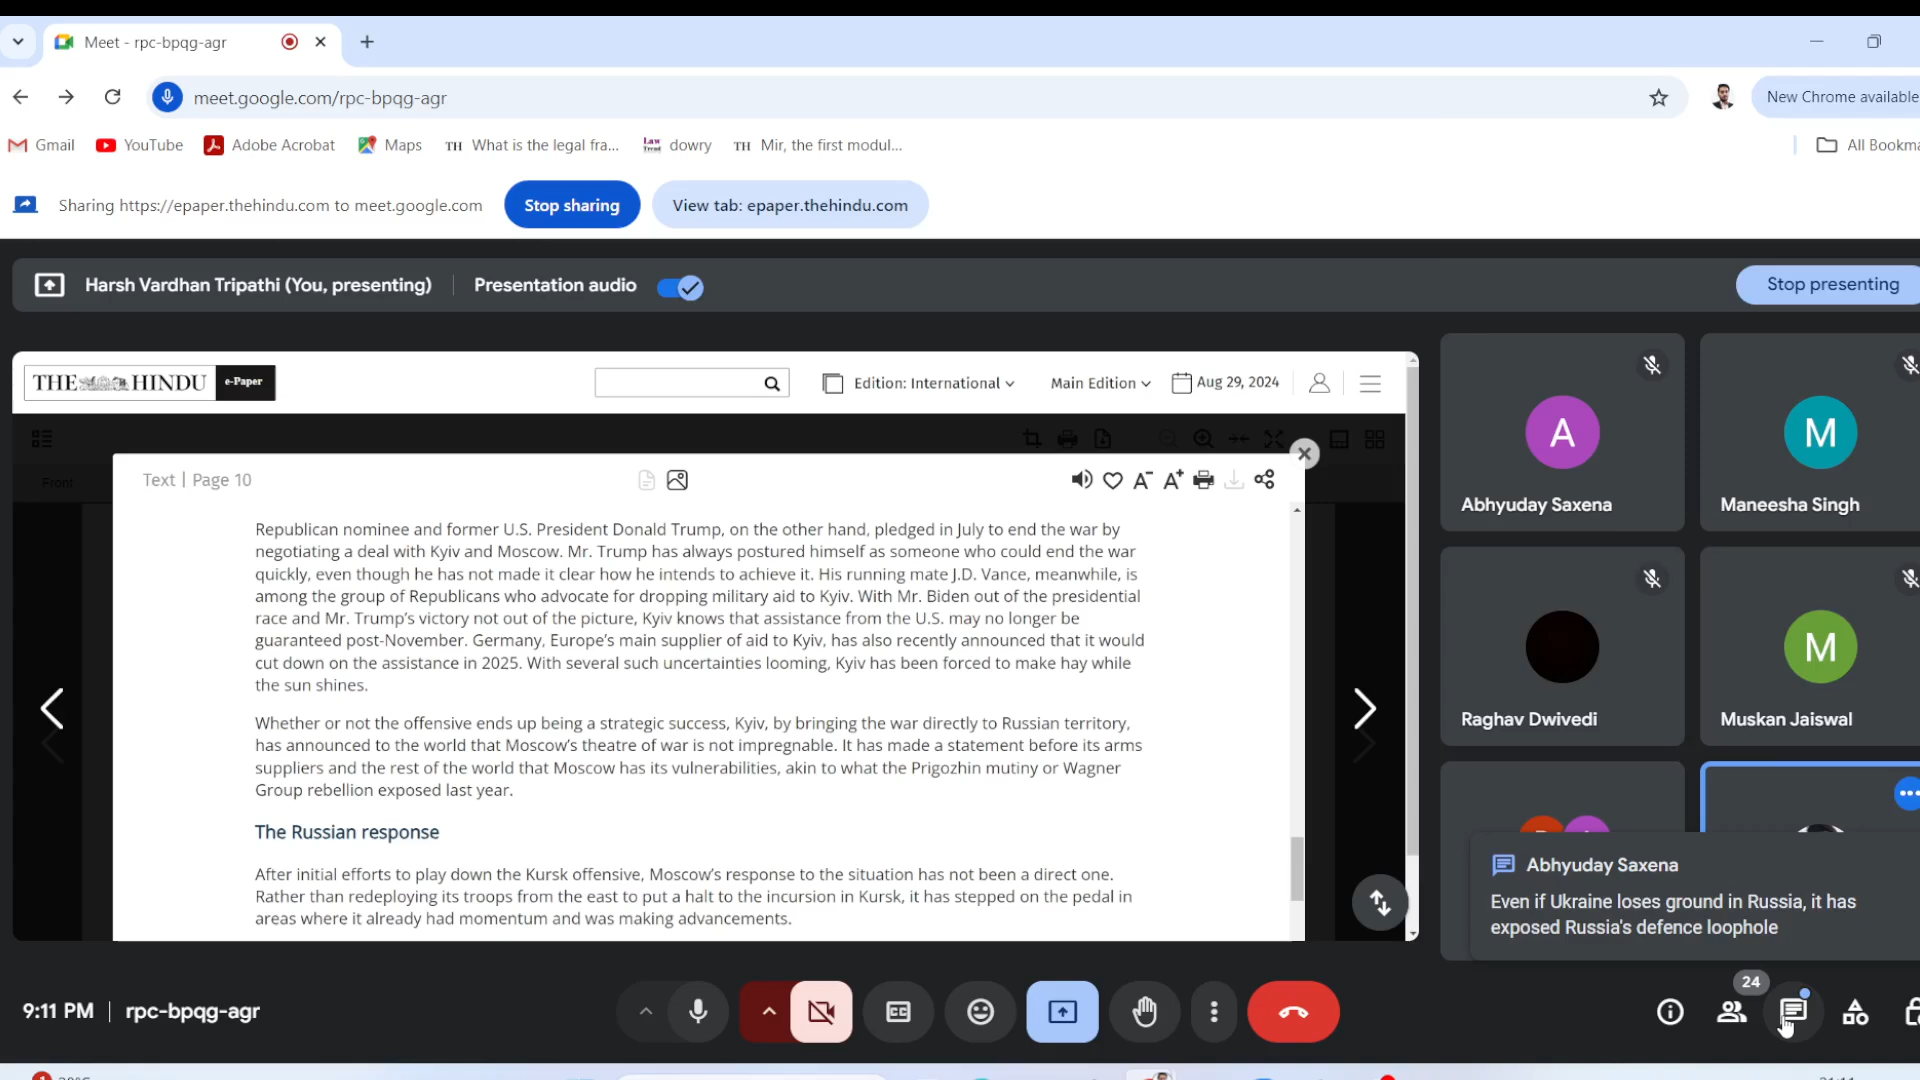 Meet - rpc-bpqg-agr
meet.google.com/rpc-bpqg-agr
New Chrome available
Gmail
YouTube
Adobe Acrobat
Maps
TH What is the legal fra...
Law Trend dowry
TH Mir, the first modul...
All Bookma
Sharing https://epaper.thehindu.com to meet.google.com
Stop sharing
View tab: epaper.thehindu.com
Harsh Vardhan Tripathi (You, presenting)
Presentation audio
Stop presenting
THE HINDU e-Paper
Edition: International
Main Edition
Aug 29, 2024
Front
Text | Page 10
A- A+
Republican nominee and former U.S. President Donald Trump, on the other hand, pledged in July to end the war by
negotiating a deal with Kyiv and Moscow. Mr. Trump has always postured himself as someone who could end the war
quickly, even though he has not made it clear how he intends to achieve it. His running mate J.D. Vance, meanwhile, is
among the group of Republicans who advocate for dropping military aid to Kyiv. With Mr. Biden out of the presidential
race and Mr. Trump's victory not out of the picture, Kyiv knows that assistance from the U.S. may no longer be
guaranteed post-November. Germany, Europe's main supplier of aid to Kyiv, has also recently announced that it would
cut down on the assistance in 2025. With several such uncertainties looming, Kyiv has been forced to make hay while
the sun shines.
Whether or not the offensive ends up being a strategic success, Kyiv, by bringing the war directly to Russian territory,
has announced to the world that Moscow's theatre of war is not impregnable. It has made a statement before its arms
suppliers and the rest of the world that Moscow has its vulnerabilities, akin to what the Prigozhin mutiny or Wagner
Group rebellion exposed last year.
The Russian response
After initial efforts to play down the Kursk offensive, Moscow's response to the situation has not been a direct one.
Rather than redeploying its troops from the east to put a halt to the incursion in Kursk, it has stepped on the pedal in
areas where it already had momentum and was making advancements.
A
Abhyuday Saxena
M
Maneesha Singh
Raghav Dwivedi
M
Muskan Jaiswal
Abhyuday Saxena
Even if Ukraine loses ground in Russia, it has
exposed Russia's defence loophole
9:11 PM | rpc-bpqg-agr
24